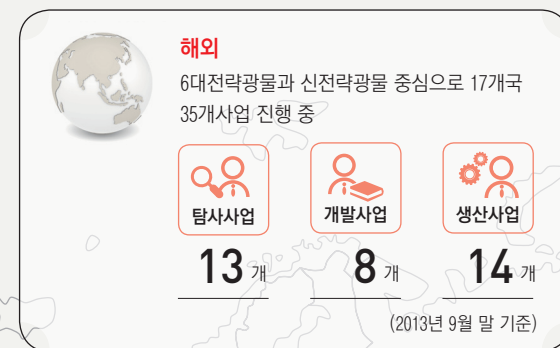 해외
6대전략광물과 신전략광물 중심으로 17개국
35개사업 진행 중
탐사사업 개발사업 생산사업
13 개 8 개 14 개
(2013년 9월 말 기준)